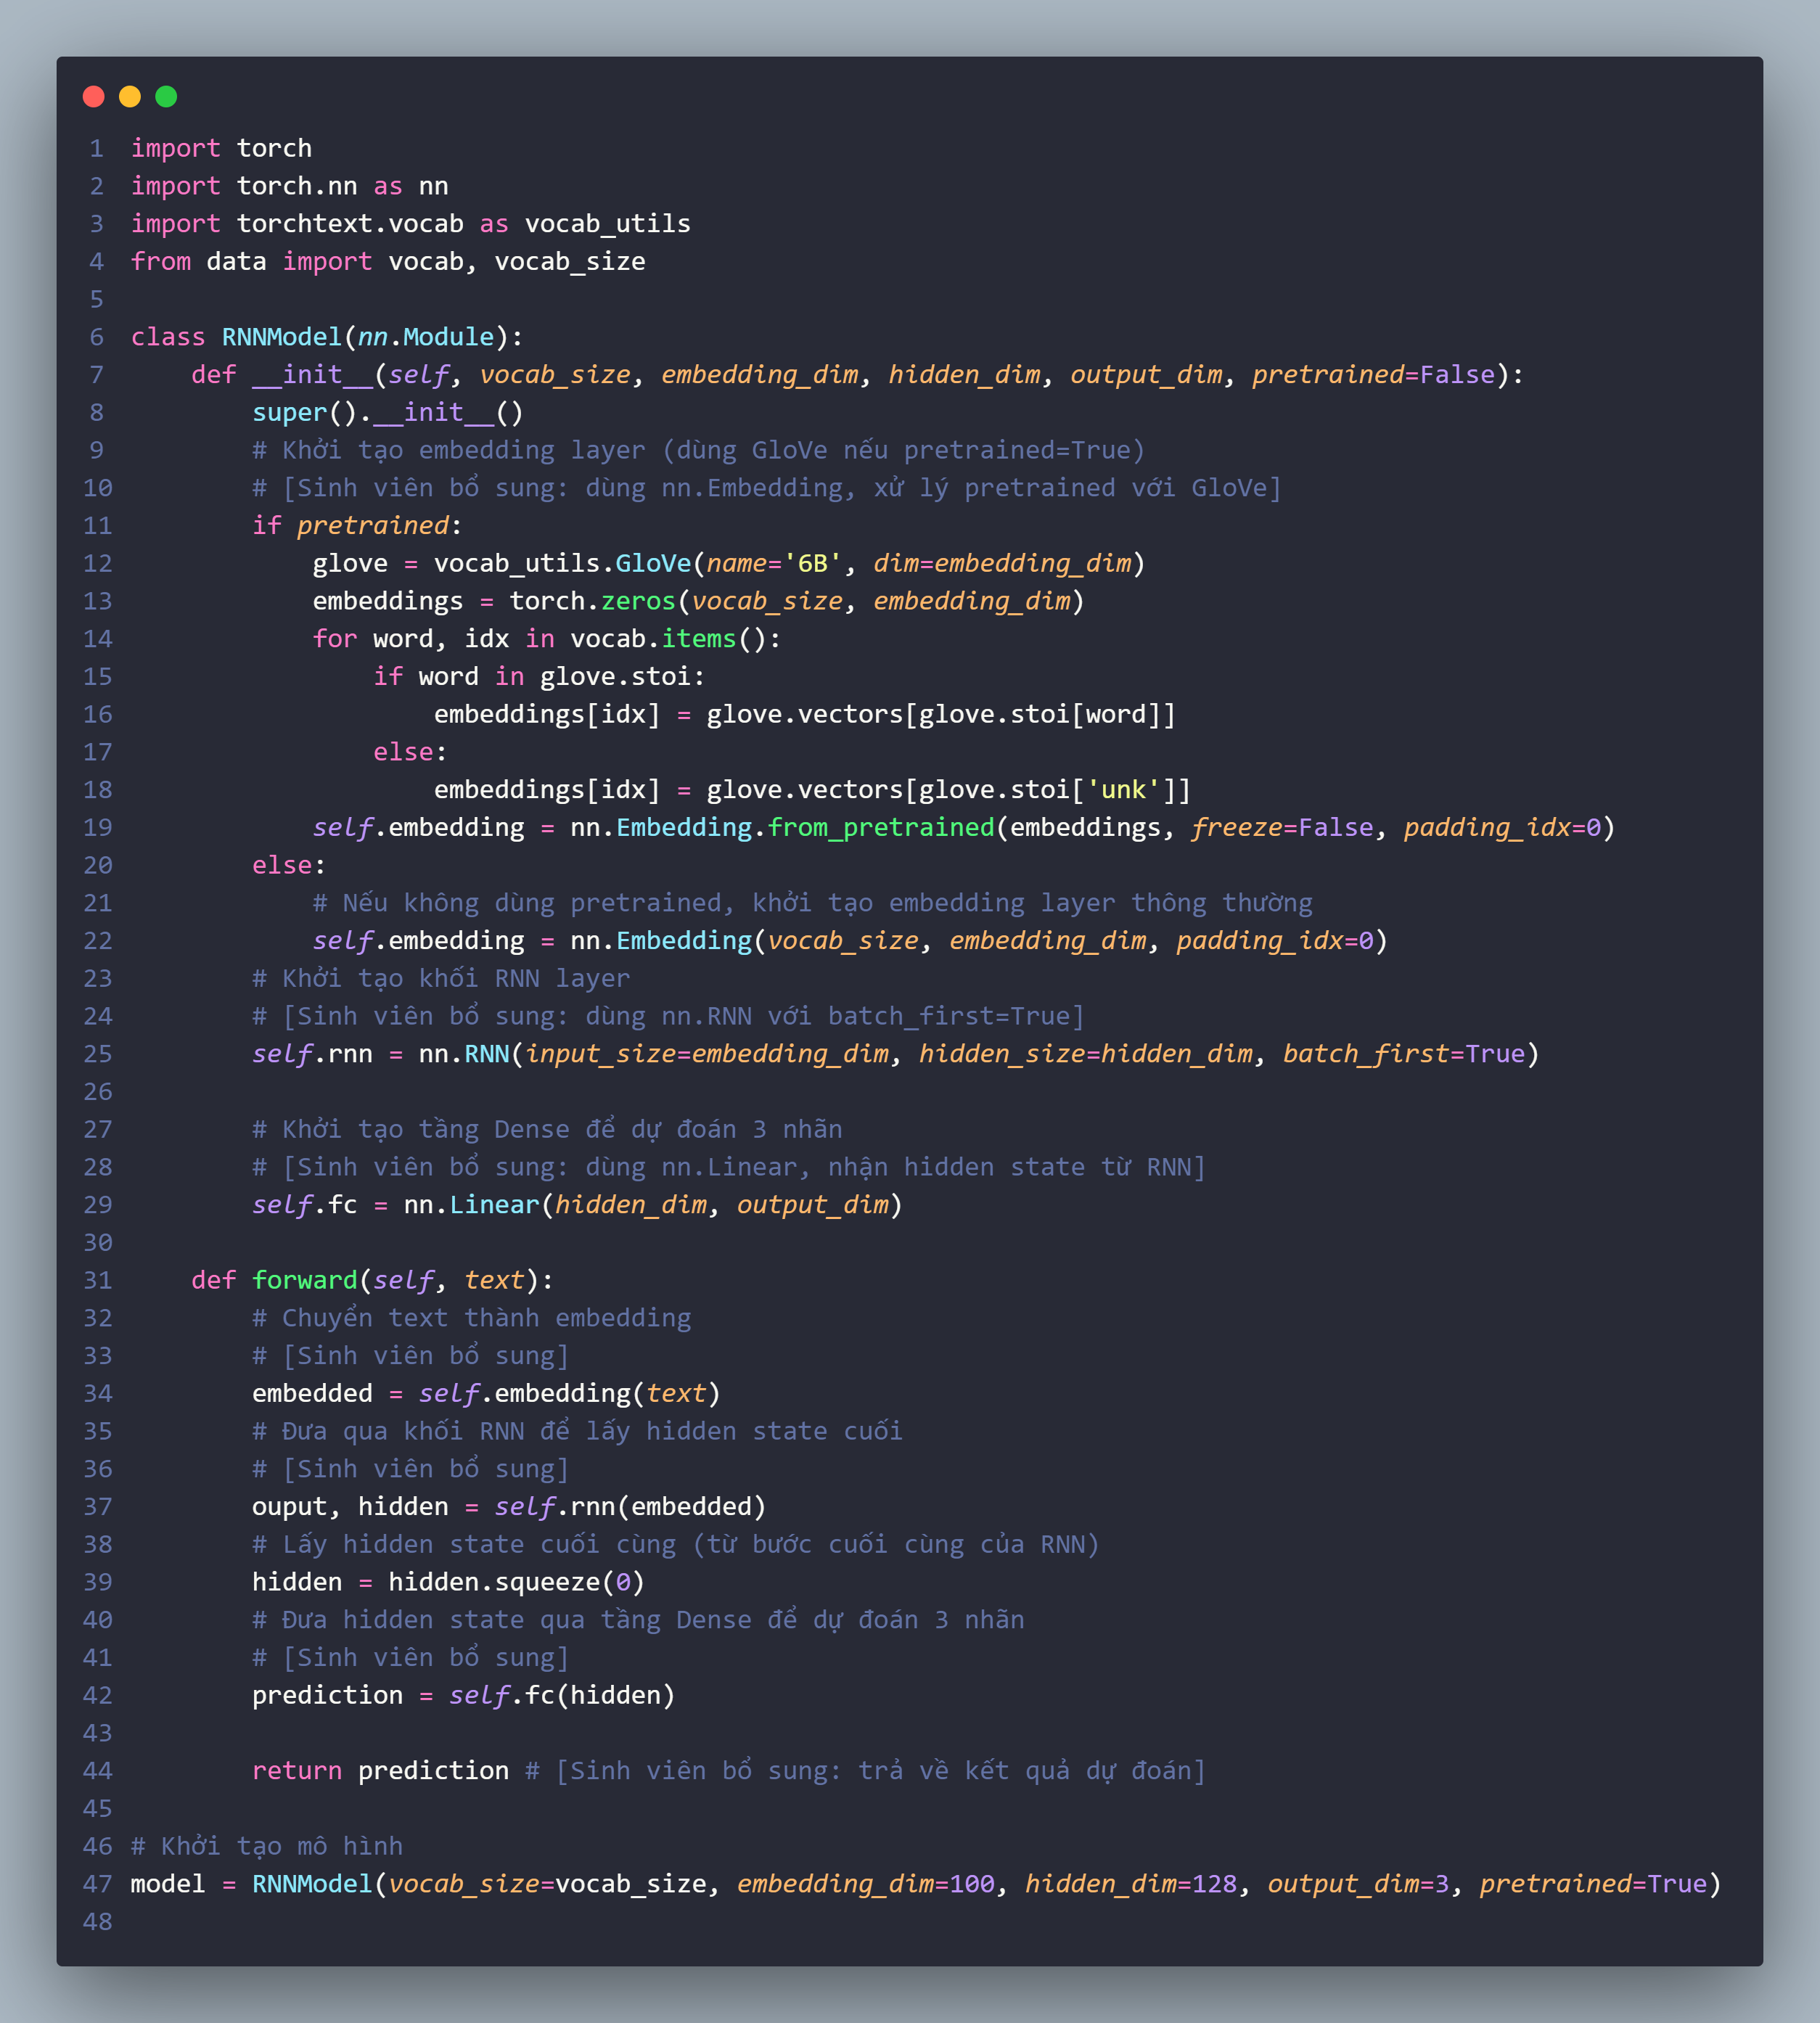 1 import torch
2 import torch.nn as nn
3 import torchtext.vocab as vocab_utils
4 from data import vocab, vocab_size
5
6 class RNNModel(nn.Module):
7     def __init__(self, vocab_size, embedding_dim, hidden_dim, output_dim, pretrained=False):
8         super().__init__()
9         # Khởi tạo embedding layer (dùng GloVe nếu pretrained=True)
10         # [Sinh viên bổ sung: dùng nn.Embedding, xử lý pretrained với GloVe]
11         if pretrained:
12             glove = vocab_utils.GloVe(name='6B', dim=embedding_dim)
13             embeddings = torch.zeros(vocab_size, embedding_dim)
14             for word, idx in vocab.items():
15                 if word in glove.stoi:
16                     embeddings[idx] = glove.vectors[glove.stoi[word]]
17                 else:
18                     embeddings[idx] = glove.vectors[glove.stoi['unk']]
19             self.embedding = nn.Embedding.from_pretrained(embeddings, freeze=False, padding_idx=0)
20         else:
21             # Nếu không dùng pretrained, khởi tạo embedding layer thông thường
22             self.embedding = nn.Embedding(vocab_size, embedding_dim, padding_idx=0)
23         # Khởi tạo khối RNN layer
24         # [Sinh viên bổ sung: dùng nn.RNN với batch_first=True]
25         self.rnn = nn.RNN(input_size=embedding_dim, hidden_size=hidden_dim, batch_first=True)
26
27         # Khởi tạo tầng Dense để dự đoán 3 nhãn
28         # [Sinh viên bổ sung: dùng nn.Linear, nhận hidden state từ RNN]
29         self.fc = nn.Linear(hidden_dim, output_dim)
30
31     def forward(self, text):
32         # Chuyển text thành embedding
33         # [Sinh viên bổ sung]
34         embedded = self.embedding(text)
35         # Đưa qua khối RNN để lấy hidden state cuối
36         # [Sinh viên bổ sung]
37         ouput, hidden = self.rnn(embedded)
38         # Lấy hidden state cuối cùng (từ bước cuối cùng của RNN)
39         hidden = hidden.squeeze(0)
40         # Đưa hidden state qua tầng Dense để dự đoán 3 nhãn
41         # [Sinh viên bổ sung]
42         prediction = self.fc(hidden)
43
44         return prediction # [Sinh viên bổ sung: trả về kết quả dự đoán]
45
46 # Khởi tạo mô hình
47 model = RNNModel(vocab_size=vocab_size, embedding_dim=100, hidden_dim=128, output_dim=3, pretrained=True)
48